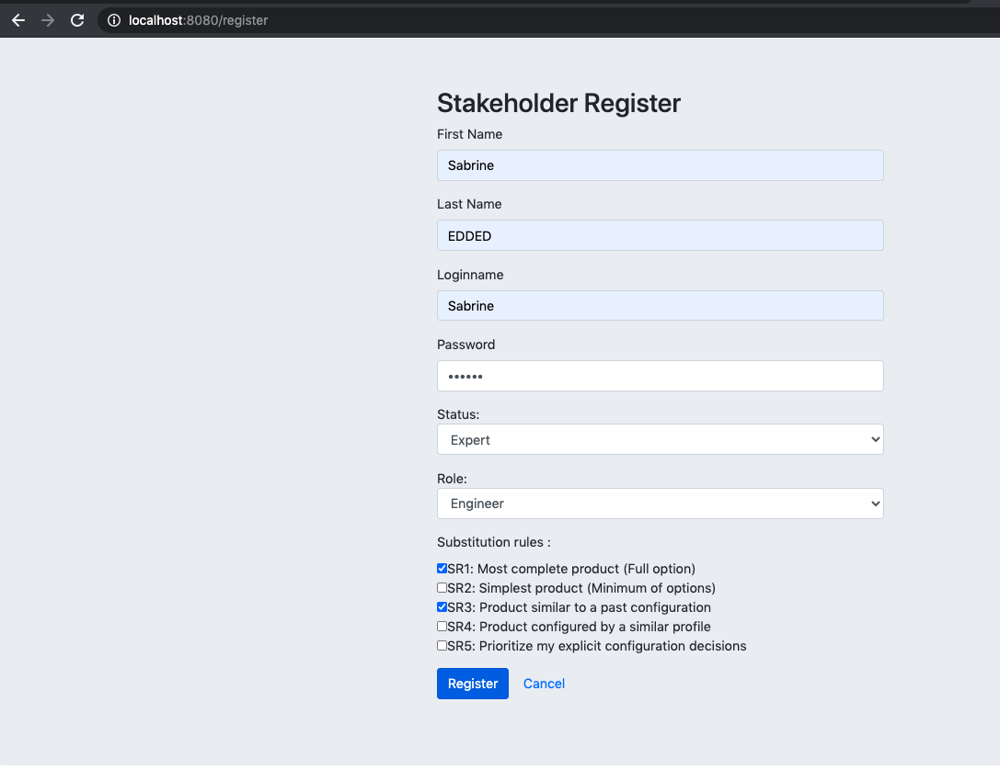 localhost:8080/register
Stakeholder Register
First Name
Sabrine
Last Name
EDDED
Loginname
Sabrine
Password
••••••
Status:
Expert
Role:
Engineer
Substitution rules :
SR1: Most complete product (Full option)
SR2: Simplest product (Minimum of options)
SR3: Product similar to a past configuration
SR4: Product configured by a similar profile
SR5: Prioritize my explicit configuration decisions
Register Cancel